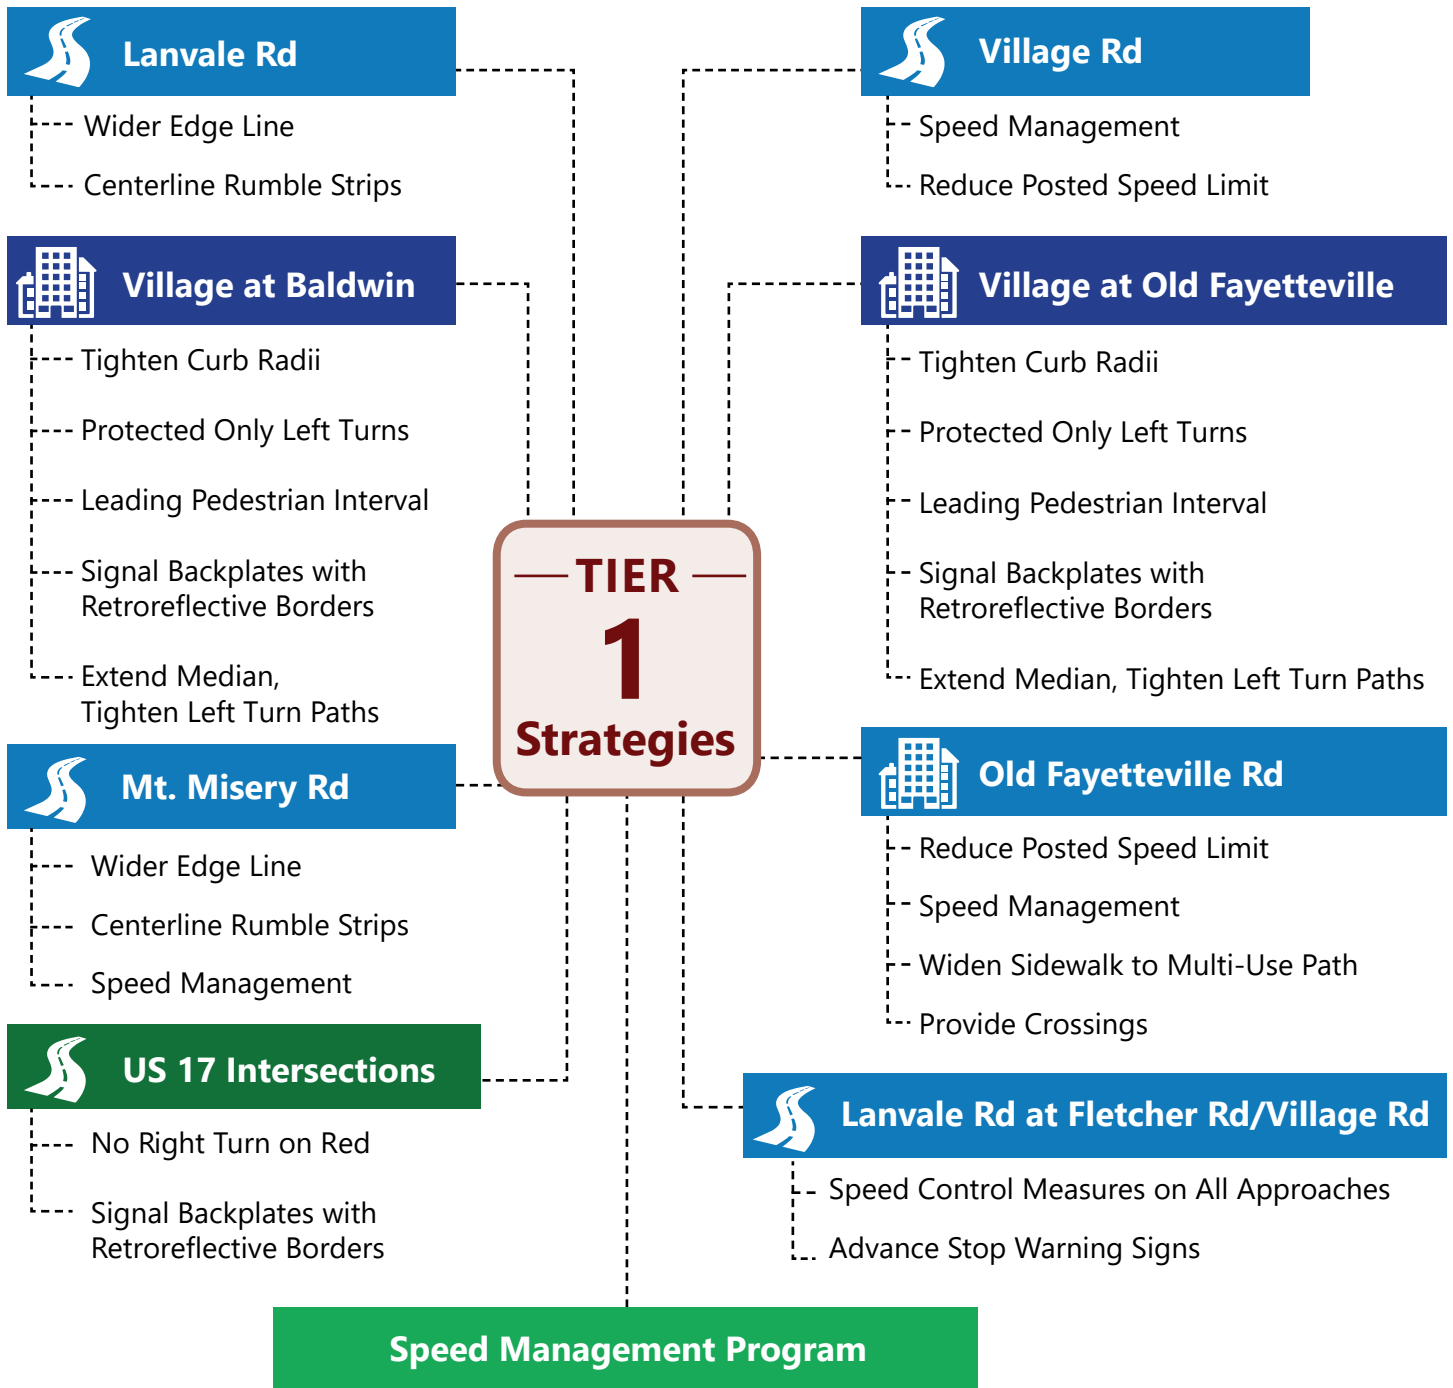 Lanvale Rd
Wider Edge Line
Centerline Rumble Strips
Village at Baldwin
Tighten Curb Radii
Protected Only Left Turns
Leading Pedestrian Interval
Signal Backplates with
Retroreflective Borders
Extend Median,
Tighten Left Turn Paths
Mt. Misery Rd
Wider Edge Line
Centerline Rumble Strips
Speed Management
US 17 Intersections
No Right Turn on Red
Signal Backplates with
Retroreflective Borders
TIER
1
Strategies
Village Rd
Speed Management
Reduce Posted Speed Limit
Village at Old Fayetteville
Tighten Curb Radii
Protected Only Left Turns
Leading Pedestrian Interval
Signal Backplates with
Retroreflective Borders
Extend Median, Tighten Left Turn Paths
Old Fayetteville Rd
Reduce Posted Speed Limit
Speed Management
Widen Sidewalk to Multi-Use Path
Provide Crossings
Lanvale Rd at Fletcher Rd/Village Rd
Speed Control Measures on All Approaches
Advance Stop Warning Signs
Speed Management Program